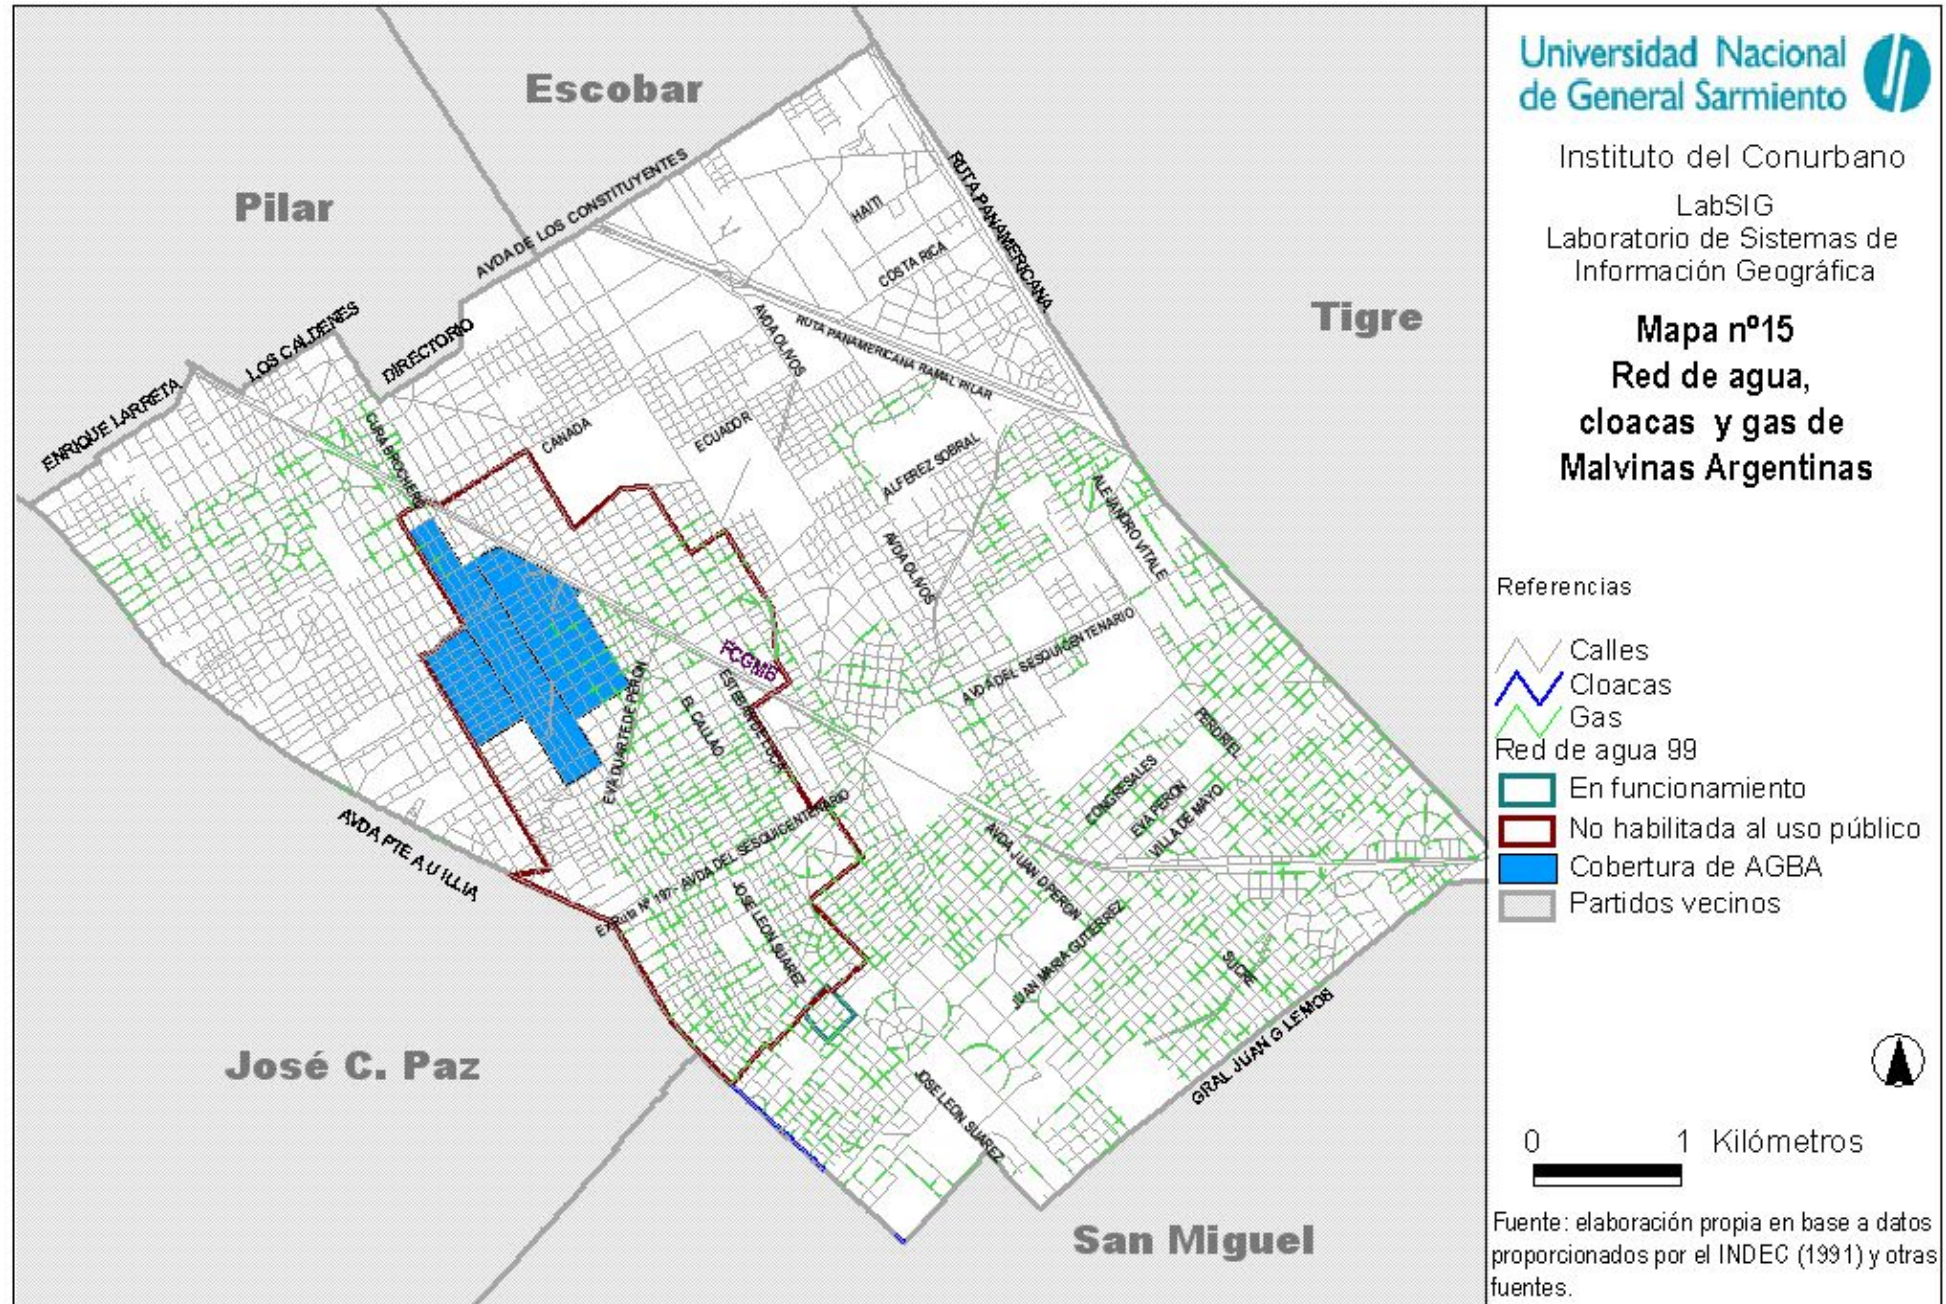 Escobar
Pilar
Tigre
José C. Paz
San Miguel
AVDA DE LOS CONSTITUYENTES
RUTA PANAMERICANA
HAITI
COSTA RICA
AVDA OLIVOS
RUTA PANAMERICANA RAMAL PILAR
LOS CALDENES
DIRECTORIO
ENRIQUE LARRETA
CURA BROCHERO
CANADA
ECUADOR
ALFEREZ SOBRAL
ALEJANDRO VITALE
AVDA OLIVOS
AVDA DEL SESQUICENTENARIO
FCGMB
EVA DUARTE DE PERON
EL CALLAO
ESTEBAN DE LUCA
PERDRIEL
CONGRESALES
EVA PERON
VILLA DE MAYO
AVDA PTE A U ILLIA
Ex Ruta Nº 197 - AVDA DEL SESQUICENTENARIO
JOSE LEON SUAREZ
AVDA JUAN D PERON
JUAN MARIA GUTIERREZ
SUCRE
GRAL JUAN G LEMOS
JOSE LEON SUAREZ
Universidad Nacional
de General Sarmiento
Instituto del Conurbano
LabSIG
Laboratorio de Sistemas de
Información Geográfica
Mapa nº15
Red de agua,
cloacas y gas de
Malvinas Argentinas
Referencias
Calles
Cloacas
Gas
Red de agua 99
En funcionamiento
No habilitada al uso público
Cobertura de AGBA
Partidos vecinos
0 1 Kilómetros
Fuente: elaboración propia en base a datos
proporcionados por el INDEC (1991) y otras
fuentes.